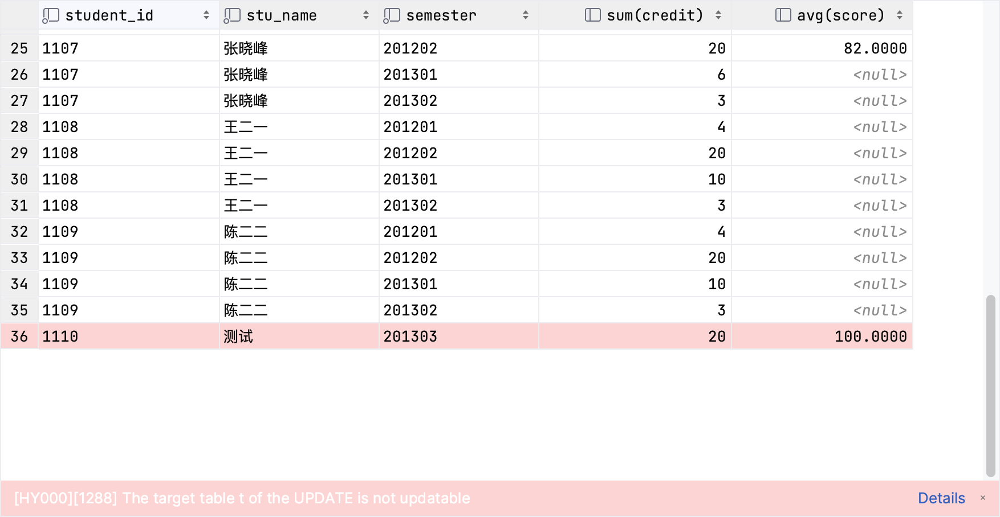 student_id stu_name semester sum(credit) avg(score)
25 1107 张晓峰 201202 20 82.0000
26 1107 张晓峰 201301 6 <null>
27 1107 张晓峰 201302 3 <null>
28 1108 王二一 201201 4 <null>
29 1108 王二一 201202 20 <null>
30 1108 王二一 201301 10 <null>
31 1108 王二一 201302 3 <null>
32 1109 陈二二 201201 4 <null>
33 1109 陈二二 201202 20 <null>
34 1109 陈二二 201301 10 <null>
35 1109 陈二二 201302 3 <null>
36 1110 测试 201303 20 100.0000
[HY000][1288] The target table t of the UPDATE is not updatable Details ×